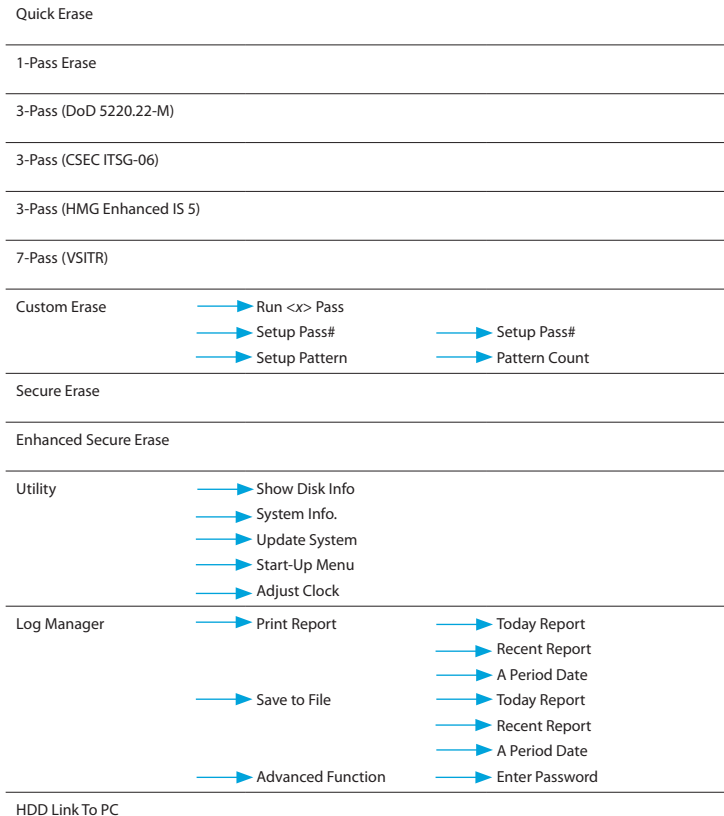 Quick Erase
1-Pass Erase
3-Pass (DoD 5220.22-M)
3-Pass (CSEC ITSG-06)
3-Pass (HMG Enhanced IS 5)
7-Pass (VSITR)
Custom Erase Run <x> Pass
Setup Pass# Setup Pass#
Setup Pattern Pattern Count
Secure Erase
Enhanced Secure Erase
Utility Show Disk Info
System Info.
Update System
Start-Up Menu
Adjust Clock
Log Manager Print Report Today Report
Recent Report
A Period Date
Save to File Today Report
Recent Report
A Period Date
Advanced Function Enter Password
HDD Link To PC